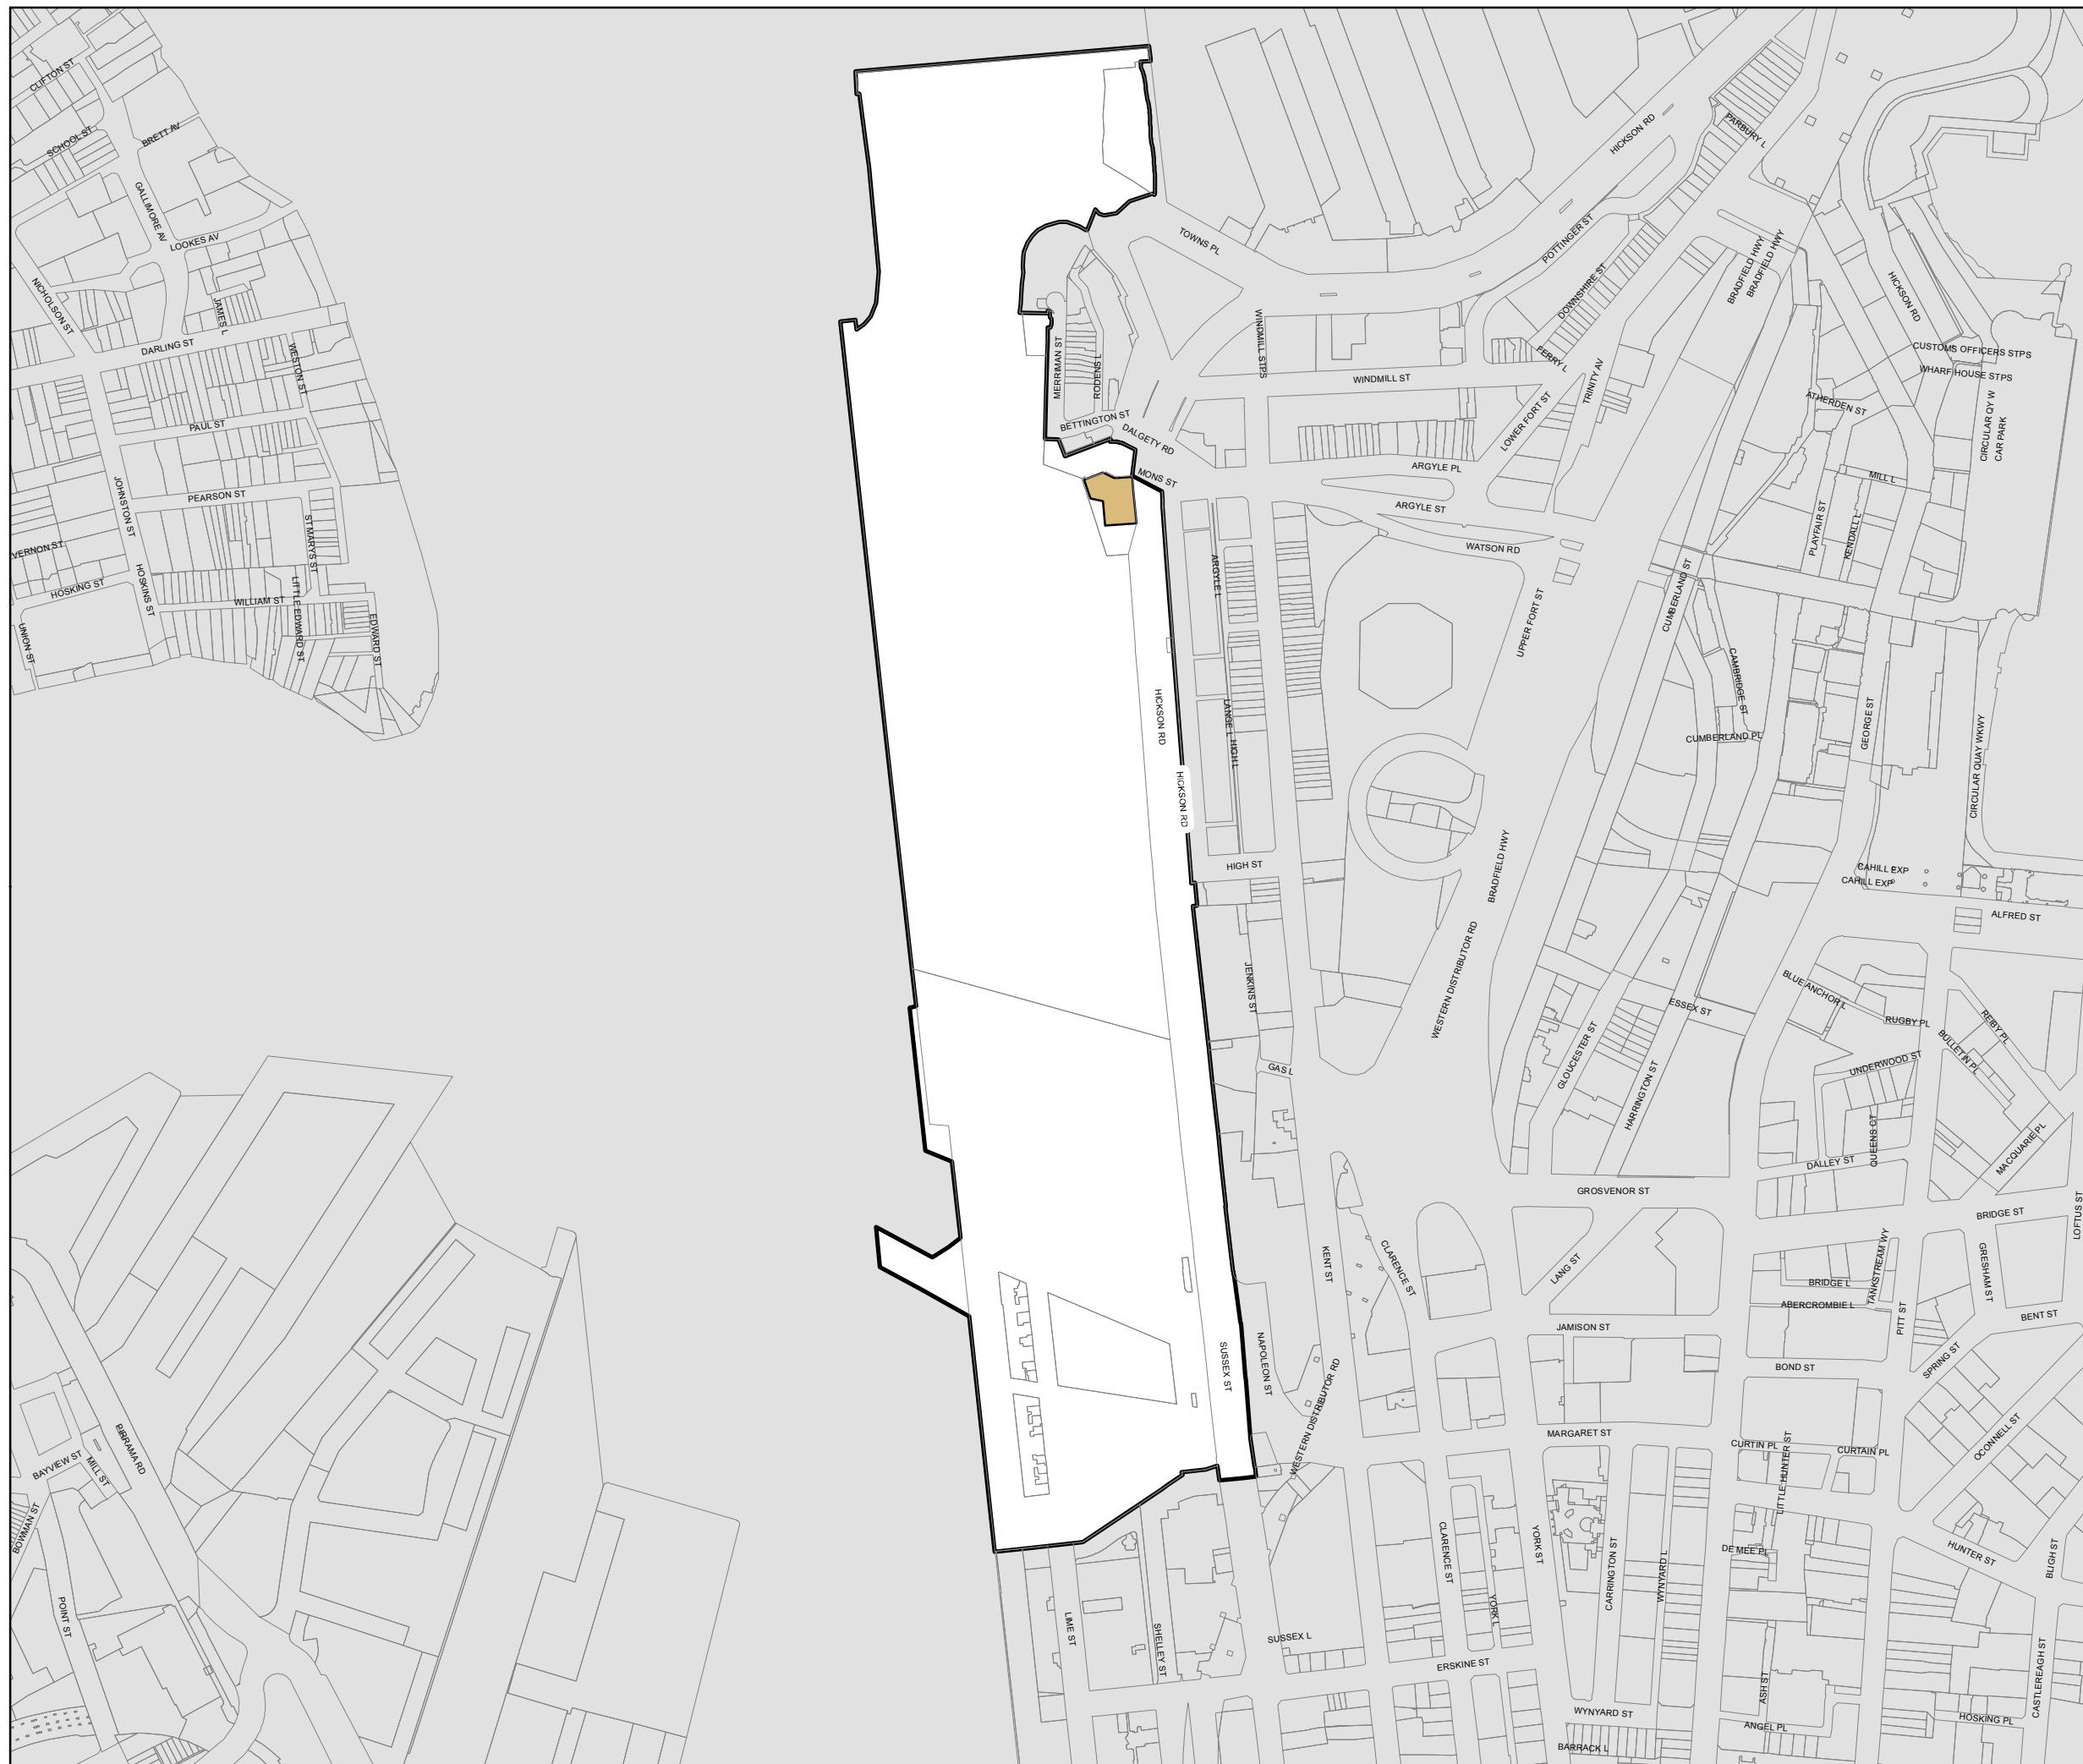 CLIFTON ST
SCHOOL ST
BRETT AV
GALLIMORE AV
LOOKES AV
NICHOLSON ST
JAMES L
DARLING ST
WESTON ST
PAUL ST
JOHNSTON ST
PEARSON ST
ST MARYS ST
VERNON ST
HOSKING ST
HOSKINS ST
WILLIAM ST
LITTLE EDWARD ST
EDWARD ST
UNION ST
HICKSON RD
PARBURY L
TOWNS PL
POTTINGER ST
DOWNSHIRE ST
BRADFIELD HWY
BRADFIELD HWY
HICKSON RD
WINDMILL STPS
MERRIMAN ST
RODENS L
FERRY L
WINDMILL ST
TRINITY AV
CUSTOMS OFFICERS STPS
WHARF HOUSE STPS
ATHERDEN ST
CIRCULAR QY W
CAR PARK
BETTINGTON ST
DALGETY RD
LOWER FORT ST
MONS ST
ARGYLE PL
MILL L
ARGYLE ST
PLAYFAIR ST
KENDALL L
WATSON RD
ARGYLE L
UPPER FORT ST
CUMBERLAND ST
CAMBRIDGE ST
HICKSON RD
LANCE L
HIGH L
GEORGE ST
CUMBERLAND PL
CIRCULAR QUAY WKWY
HICKSON RD
HIGH ST
BRADFIELD HWY
CAHILL EXP
CAHILL EXP
ALFRED ST
WESTERN DISTRIBUTOR RD
JENKINS ST
BLUE ANCHOR L
ESSEX ST
RUGBY PL
REIBY PL
BULLETIN PL
GLOUCESTER ST
UNDERWOOD ST
GAS L
HARRINGTON ST
QUEENS CT
MACQUARIE PL
DALLEY ST
GROSVENOR ST
BRIDGE ST
LOFTUS ST
KENT ST
CLARENCE ST
LANG ST
TANKSTREAM WY
GRESHAM ST
BRIDGE L
ABERCROMBIE L
PITT ST
BENT ST
JAMISON ST
SUSSEX ST
NAPOLEON ST
BOND ST
SPRING ST
WESTERN DISTRIBUTOR RD
MARGARET ST
CURTIN PL
CURTAIN PL
LITTLE HUNTER ST
OCONNELL ST
PIRRAMA RD
BAYVIEW ST
MILL ST
BOWMAN ST
POINT ST
CLARENCE ST
YORK ST
DE MEE PL
HUNTER ST
BLIGH ST
CARRINGTON ST
WYNYARD L
YORK L
LIME ST
SHELLEY ST
SUSSEX L
ERSKINE ST
ASH ST
CASTLEREAGH ST
WYNYARD ST
ANGEL PL
HOSKING PL
BARRACK L